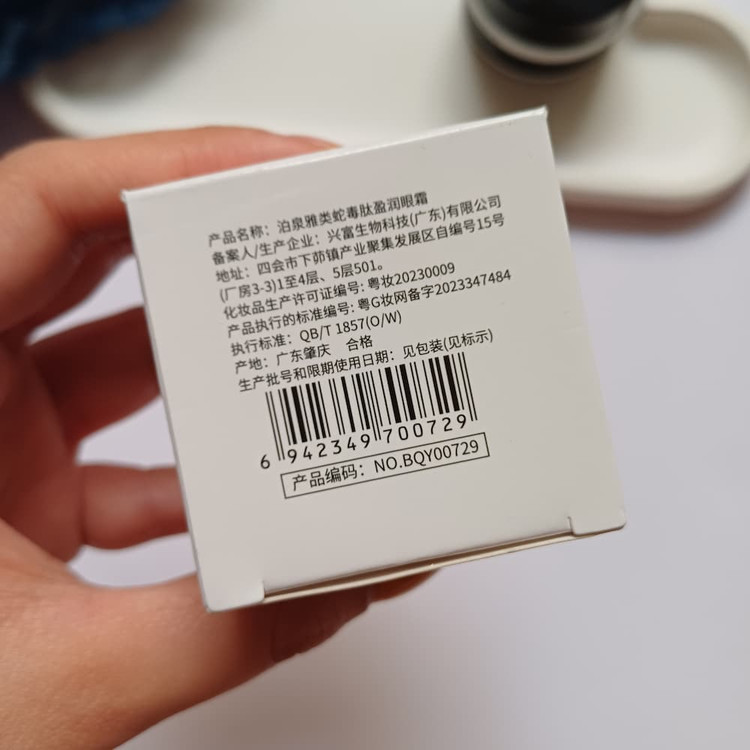 产品名称：泊泉雅类蛇毒肽盈润眼霜
备案人/生产企业：兴富生物科技(广东)有限公司
地址：四会市下茆镇产业聚集发展区自编号15号
(厂房3-3)1至4层、5层501。
化妆品生产许可证编号: 粤妆20230009
产品执行的标准编号: 粤G妆网备字2023347484
执行标准：QB/T 1857(O/W)
产地：广东肇庆 合格
生产批号和限期使用日期：见包装(见标示)
6 942349 700729
产品编码：NO.BQY00729